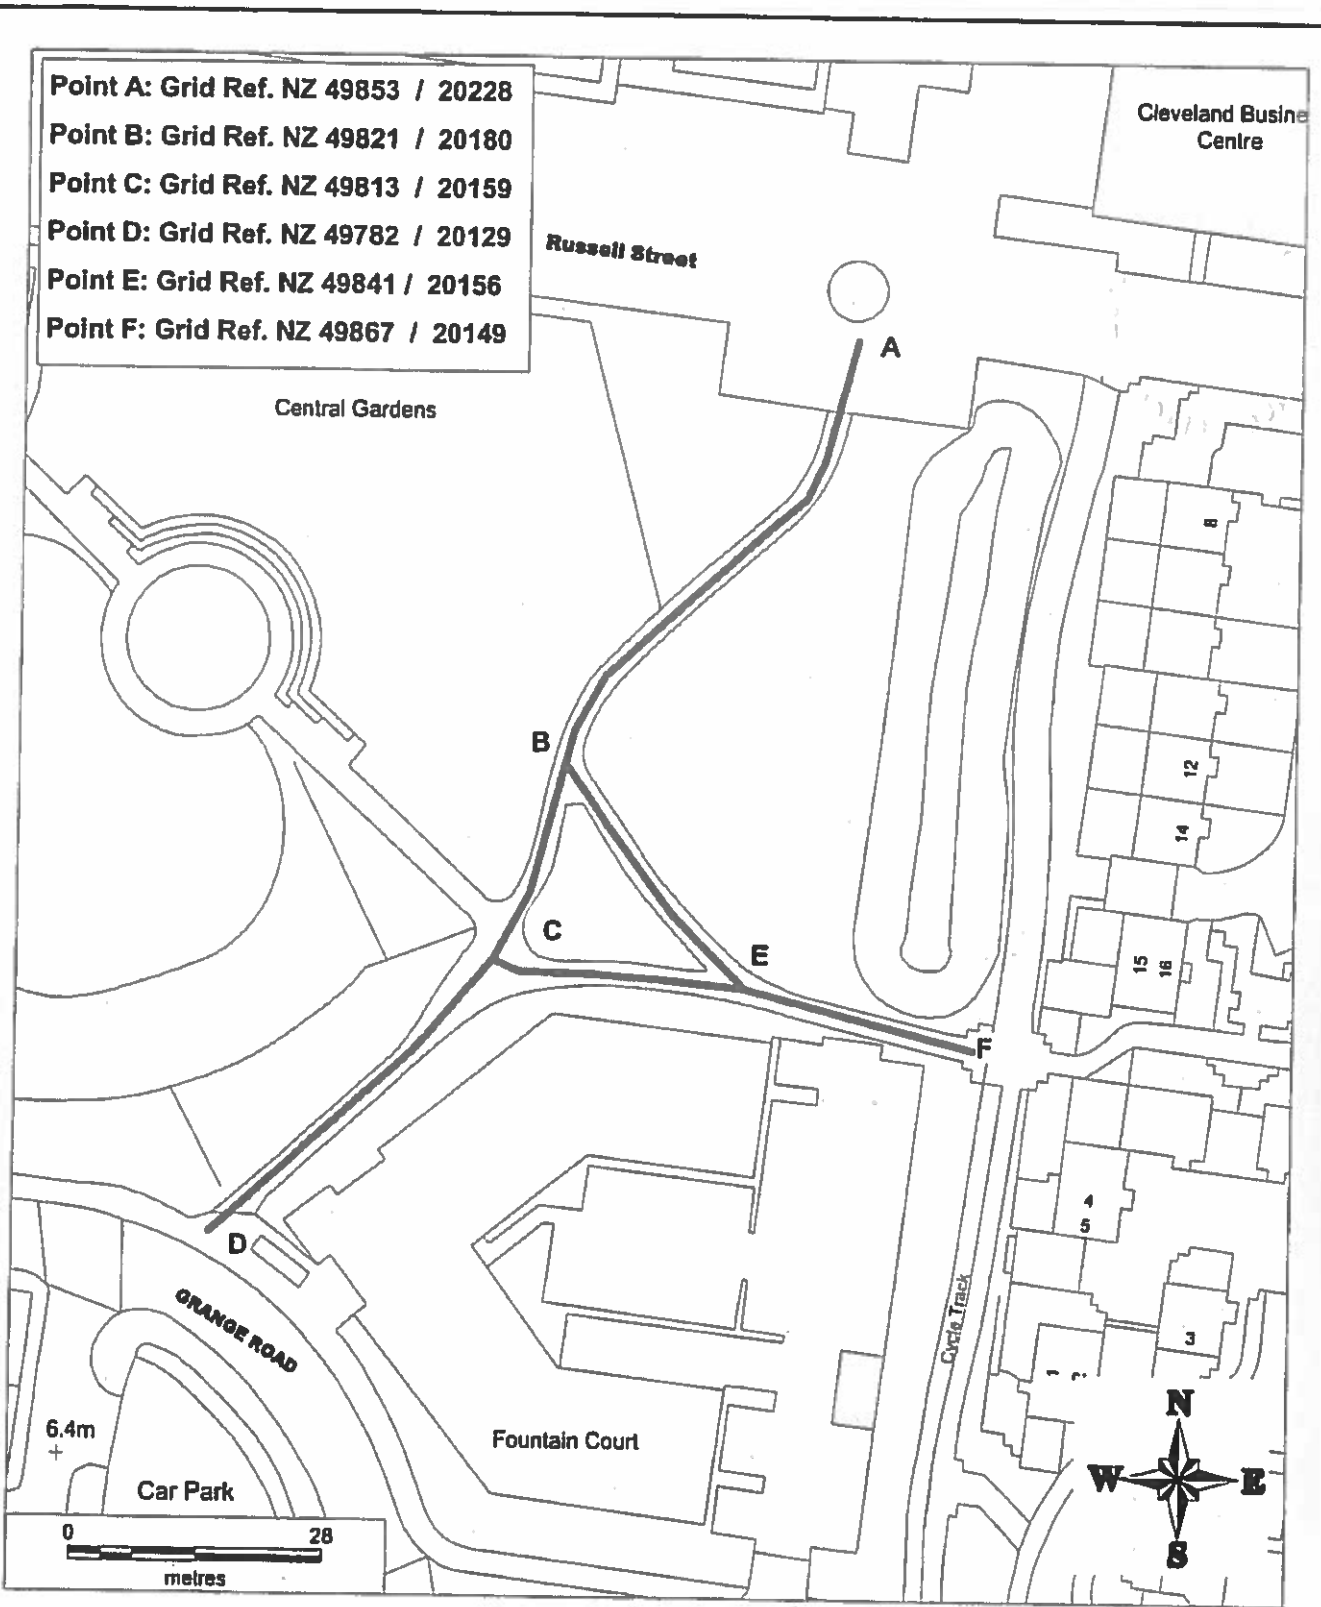 Point A: Grid Ref. NZ 49853 / 20228
Point B: Grid Ref. NZ 49821 / 20180
Point C: Grid Ref. NZ 49813 / 20159
Point D: Grid Ref. NZ 49782 / 20129
Point E: Grid Ref. NZ 49841 / 20156
Point F: Grid Ref. NZ 49867 / 20149
Cleveland Busine
Centre
Russell Street
A
Central Gardens
8
B
12
14
C
E
15
16
F
4
5
D
GRANGE ROAD
Cycle Track
3
1
N
6.4m
Fountain Court
W
E
Car Park
0
28
S
metres